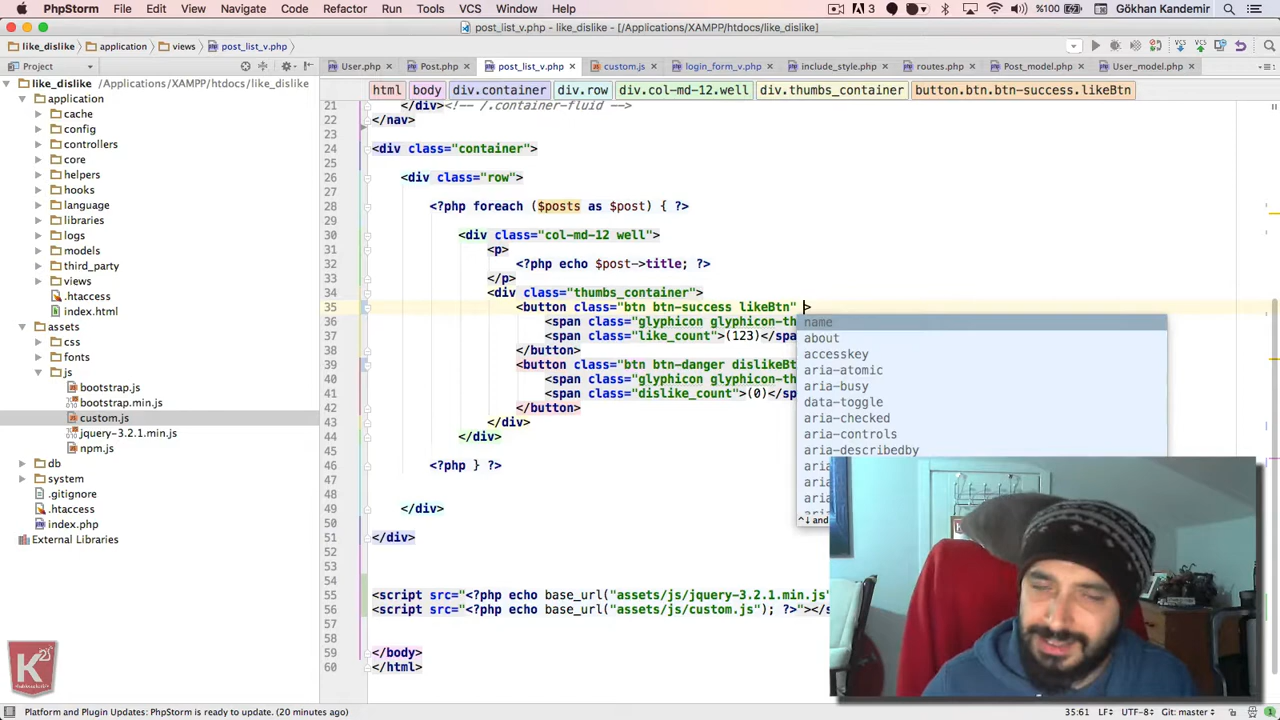 PhpStorm File Edit View Navigate Code Refactor Run Tools VCS Window Help 3 %100 Gökhan Kandemir
post_list_v.php - like_dislike - [/Applications/XAMPP/htdocs/like_dislike]
like_dislike application views post_list_v.php
Project
User.php Post.php post_list_v.php custom.js login_form_v.php include_style.php routes.php Post_model.php User_model.php
like_dislike /Applications/XAMPP/htdocs/like_dislike
application
cache
config
controllers
core
helpers
hooks
language
libraries
logs
models
third_party
views
.htaccess
index.html
assets
css
fonts
js
bootstrap.js
bootstrap.min.js
custom.js
jquery-3.2.1.min.js
npm.js
db
system
.gitignore
.htaccess
index.php
External Libraries
html body div.container div.row div.col-md-12.well div.thumbs_container button.btn.btn-success.likeBtn
21 </div><!-- /.container-fluid -->
22 </nav>
23
24 <div class="container">
25
26 <div class="row">
27
28 <?php foreach ($posts as $post) { ?>
29
30 <div class="col-md-12 well">
31 <p>
32 <?php echo $post->title; ?>
33 </p>
34 <div class="thumbs_container">
35 <button class="btn btn-success likeBtn" >
36 <span class="glyphicon glyphicon-th
37 <span class="like_count">(123)</spa
38 </button>
39 <button class="btn btn-danger dislikeBt
40 <span class="glyphicon glyphicon-th
41 <span class="dislike_count">(0)</sp
42 </button>
43 </div>
44 </div>
45
46 <?php } ?>
47
48
49 </div>
50
51 </div>
52
53
54
55 <script src="<?php echo base_url("assets/js/jquery-3.2.1.min.js"
56 <script src="<?php echo base_url("assets/js/custom.js"); ?>"></s
57
58
59 </body>
60 </html>
name
about
accesskey
aria-atomic
aria-busy
data-toggle
aria-checked
aria-controls
aria-describedby
aria
aria
aria
^↓ and
K²
Platform and Plugin Updates: PhpStorm is ready to update. (20 minutes ago) 35:61 LF UTF-8 Git: master 1